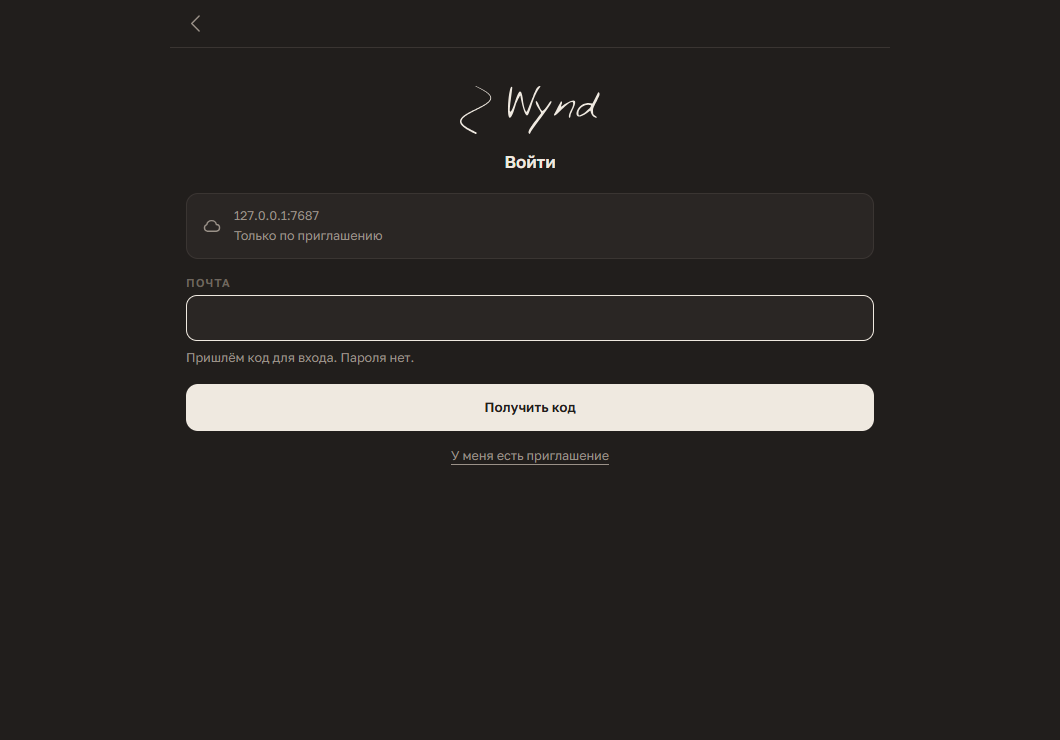 Wynd
Войти
127.0.0.1:7687
Только по приглашению
ПОЧТА
Пришлём код для входа. Пароля нет.
Получить код
У меня есть приглашение